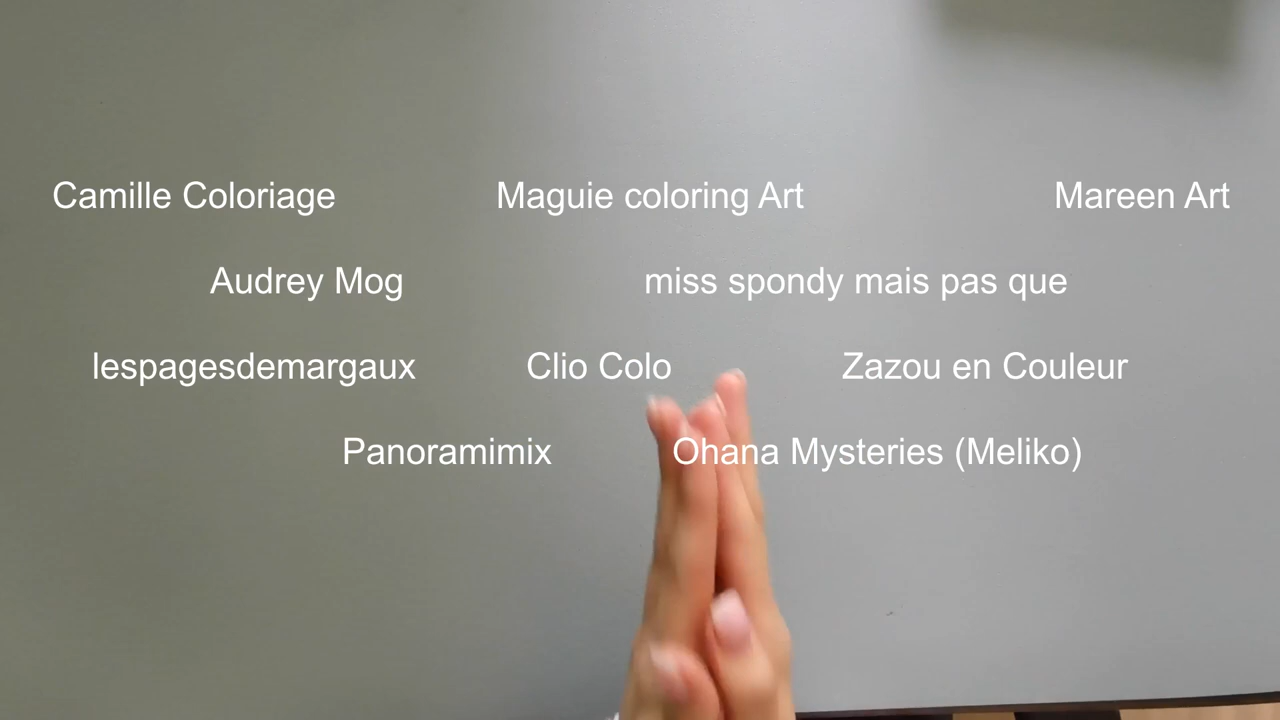 Camille Coloriage Maguie coloring Art Mareen Art
Audrey Mog miss spondy mais pas que
lespagesdemargaux Clio Colo Zazou en Couleur
Panoramimix Ohana Mysteries (Meliko)